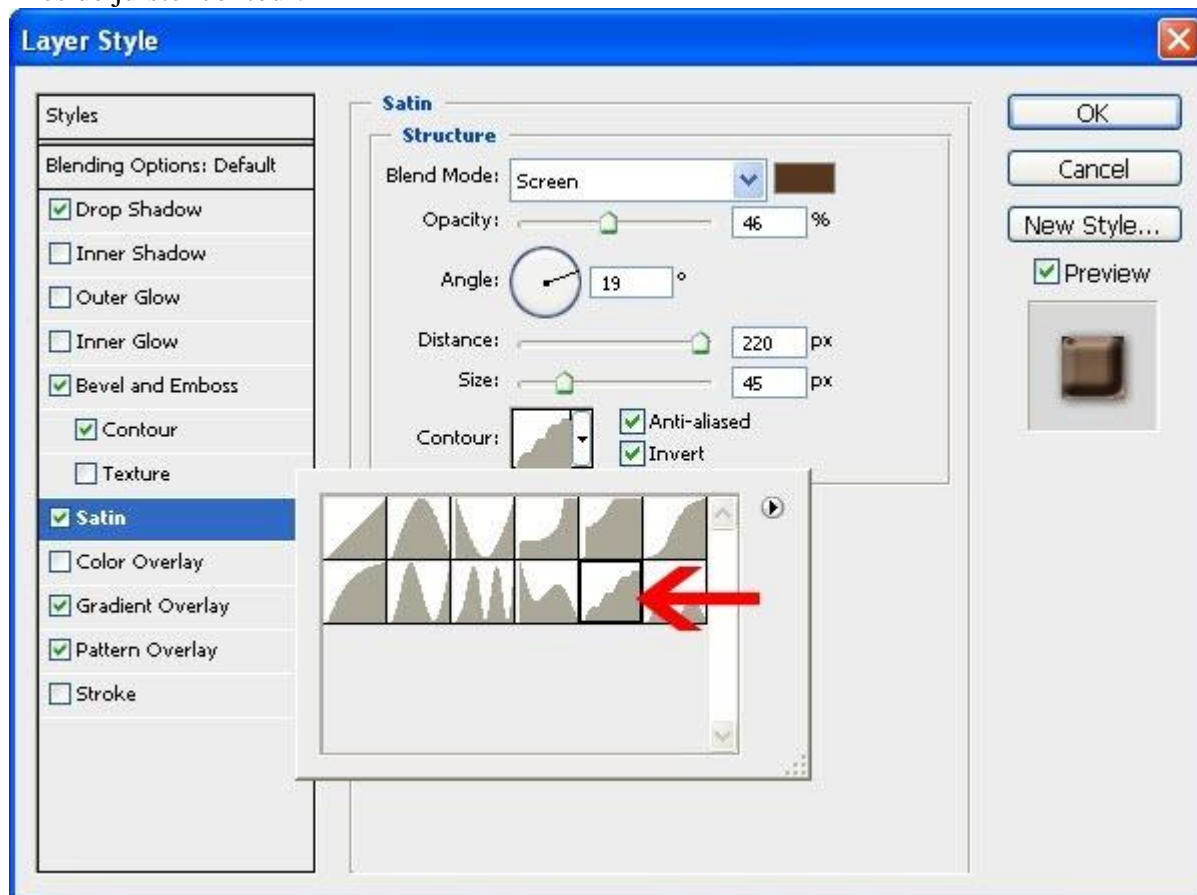 Layer Style
Styles
Blending Options: Default
Drop Shadow
Inner Shadow
Outer Glow
Inner Glow
Bevel and Emboss
Contour
Texture
Satin
Color Overlay
Gradient Overlay
Pattern Overlay
Stroke
Satin
Structure
Blend Mode: Screen
Opacity: 46 %
Angle: 19 °
Distance: 220 px
Size: 45 px
Contour: Anti-aliased
Invert
OK
Cancel
New Style...
Preview